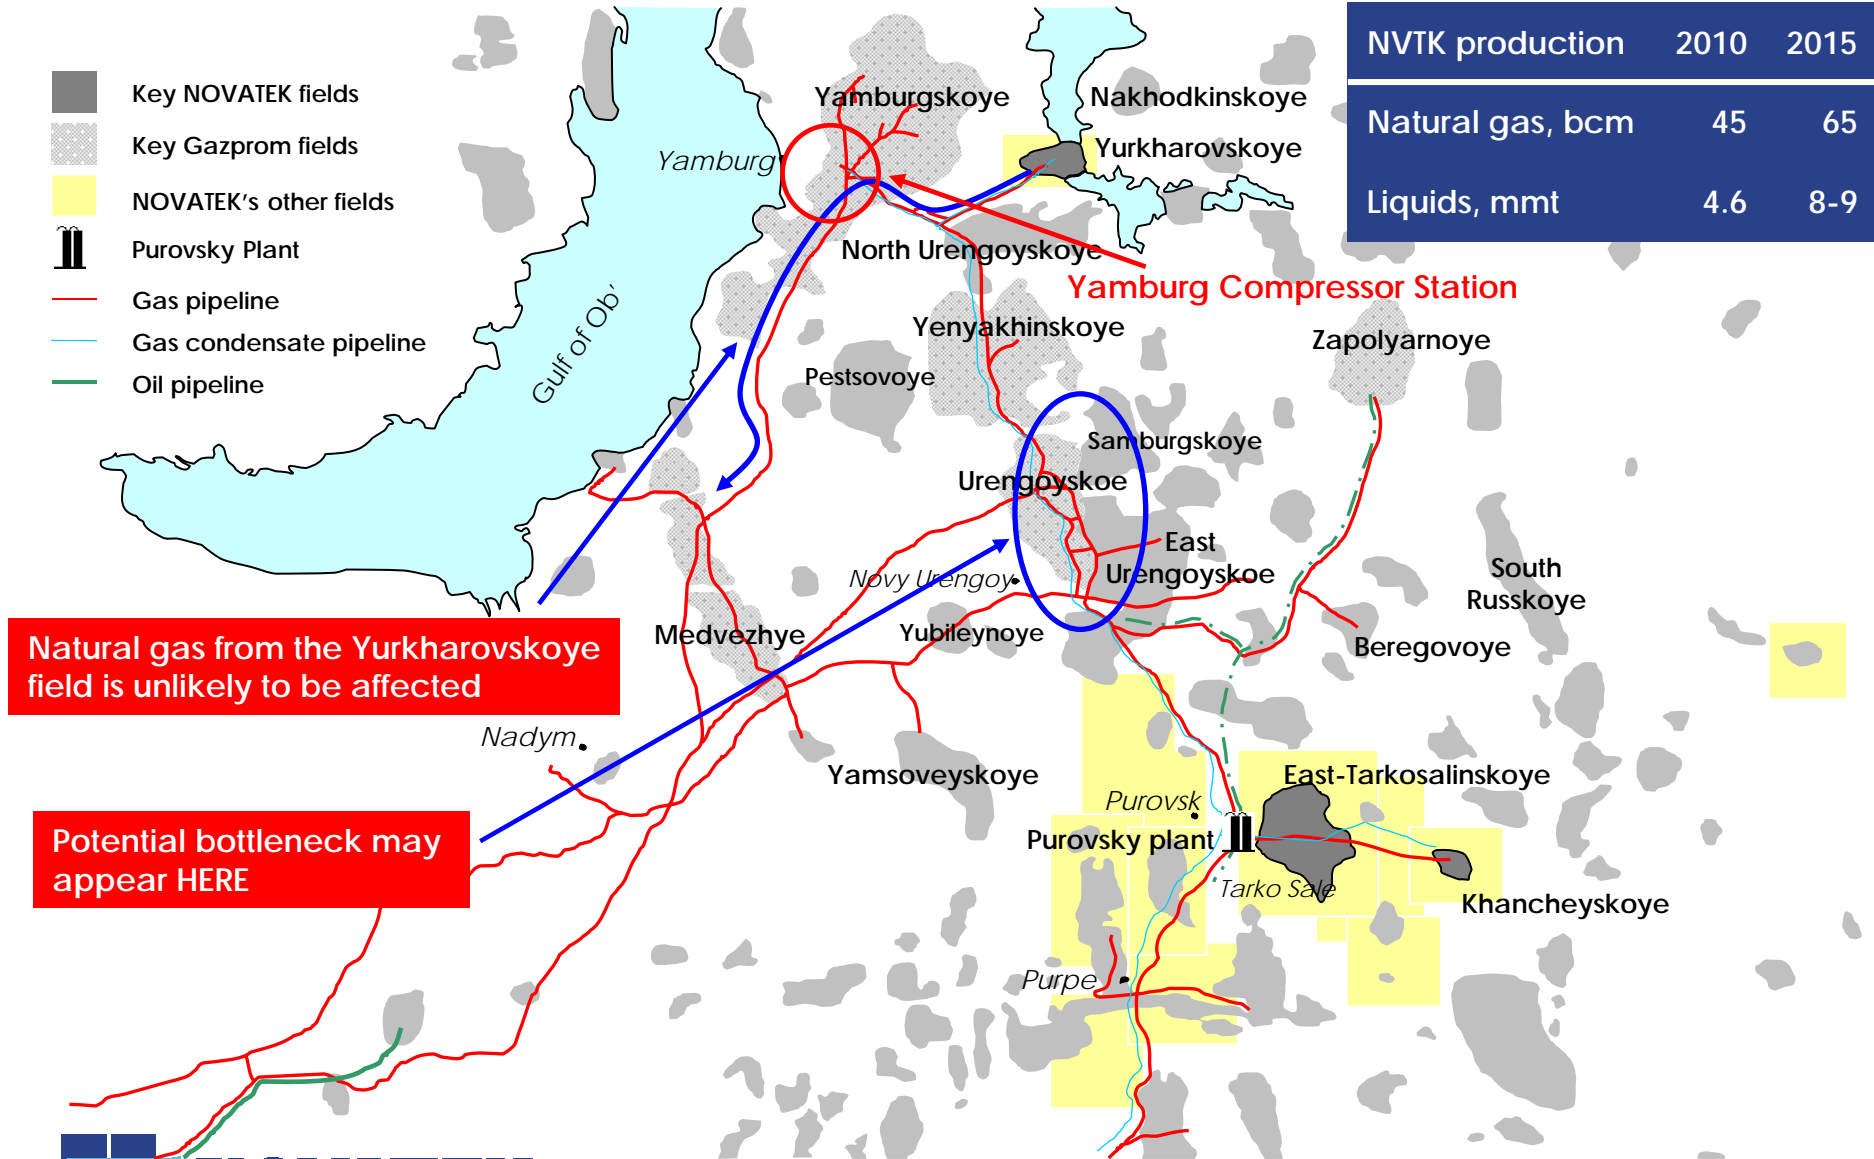 NVTK production 2010 2015
Natural gas, bcm 45 65
Liquids, mmt 4.6 8-9
Key NOVATEK fields
Key Gazprom fields
NOVATEK's other fields
Purovsky Plant
Gas pipeline
Gas condensate pipeline
Oil pipeline
Yamburgskoye
Nakhodkinskoye
Yurkharovskoye
Yamburg
North Urengoyskoye
Yamburg Compressor Station
Gulf of Ob'
Yenyakhinskoye
Zapolyarnoye
Pestsovoye
Samburgskoye
Urengoyskoe
East
Urengoyskoe
Novy Urengoy
South
Russkoye
Medvezhye
Yubileynoye
Beregovoye
Natural gas from the Yurkharovskoye
field is unlikely to be affected
Nadym
Yamsoveyskoye
East-Tarkosalinskoye
Purovsk
Purovsky plant
Potential bottleneck may
appear HERE
Tarko Sale
Khancheyskoye
Purpe